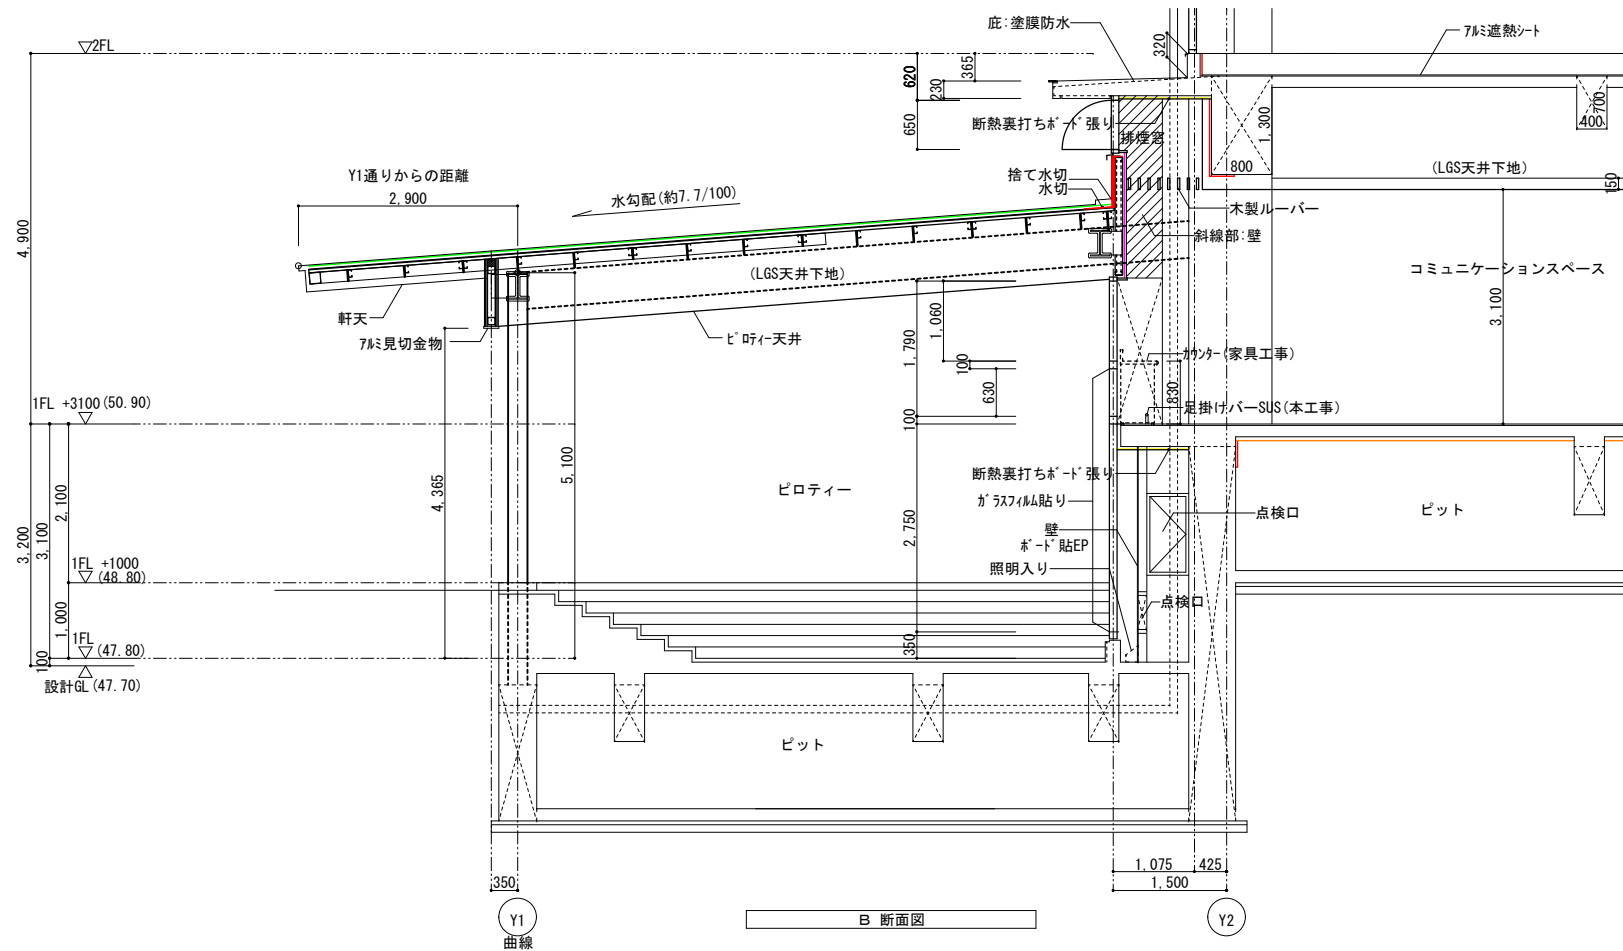 庇：塗膜防水
▽2FL
320
365
620
230
アルミ遮熱シート
断熱裏打ちボード張り
排煙窓
650
1,300
700
400
800
(LGS天井下地)
150
Y1通りからの距離
2,900
水勾配(約7.7/100)
捨て水切
水切
木製ルーバー
斜線部：壁
4,900
(LGS天井下地)
コミュニケーションスペース
3,100
軒天
アルミ見切金物
ピロティー天井
1,060
1,790
100
630
100
カウンター(家具工事)
830
足掛けバーSUS(本工事)
1FL +3100(50.90)
5,100
4,365
ピロティー
断熱裏打ちボード張り
ガラスフィルム貼り
2,750
壁
ボード貼EP
照明入り
点検口
点検口
ピット
2,100
3,100
3,200
1FL +1000
(48.80)
1,000
1FL
(47.80)
100
設計GL(47.70)
350
ピット
1,075
425
1,500
350
Y1
曲線
B 断面図
Y2